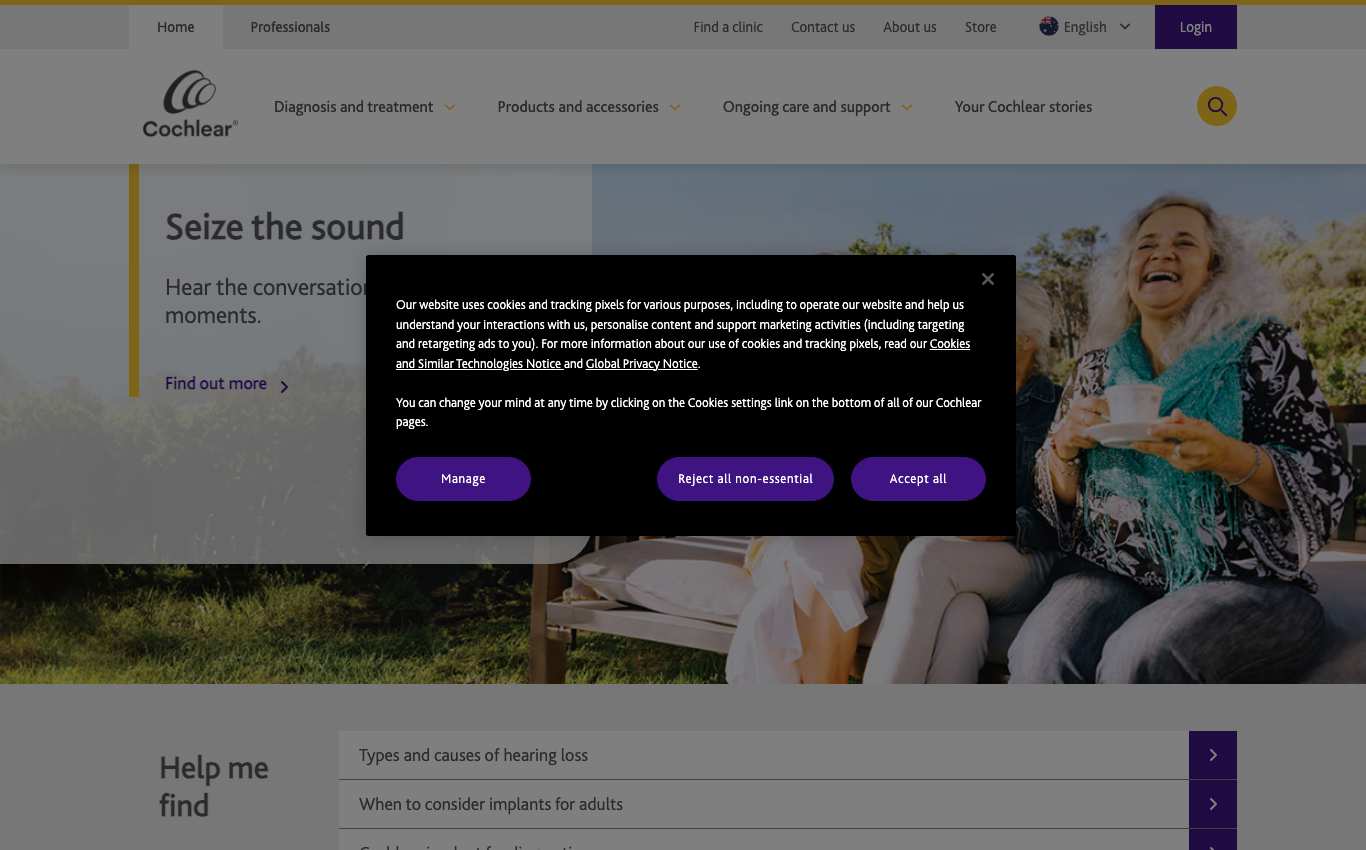 Home
Professionals
Find a clinic
Contact us
About us
Store
English
Login
Cochlear®
Diagnosis and treatment
Products and accessories
Ongoing care and support
Your Cochlear stories
Seize the sound
Hear the conversation
moments.
Find out more
Our website uses cookies and tracking pixels for various purposes, including to operate our website and help us
understand your interactions with us, personalise content and support marketing activities (including targeting
and retargeting ads to you). For more information about our use of cookies and tracking pixels, read our Cookies
and Similar Technologies Notice and Global Privacy Notice.
You can change your mind at any time by clicking on the Cookies settings link on the bottom of all of our Cochlear
pages.
Manage
Reject all non-essential
Accept all
Help me
find
Types and causes of hearing loss
When to consider implants for adults